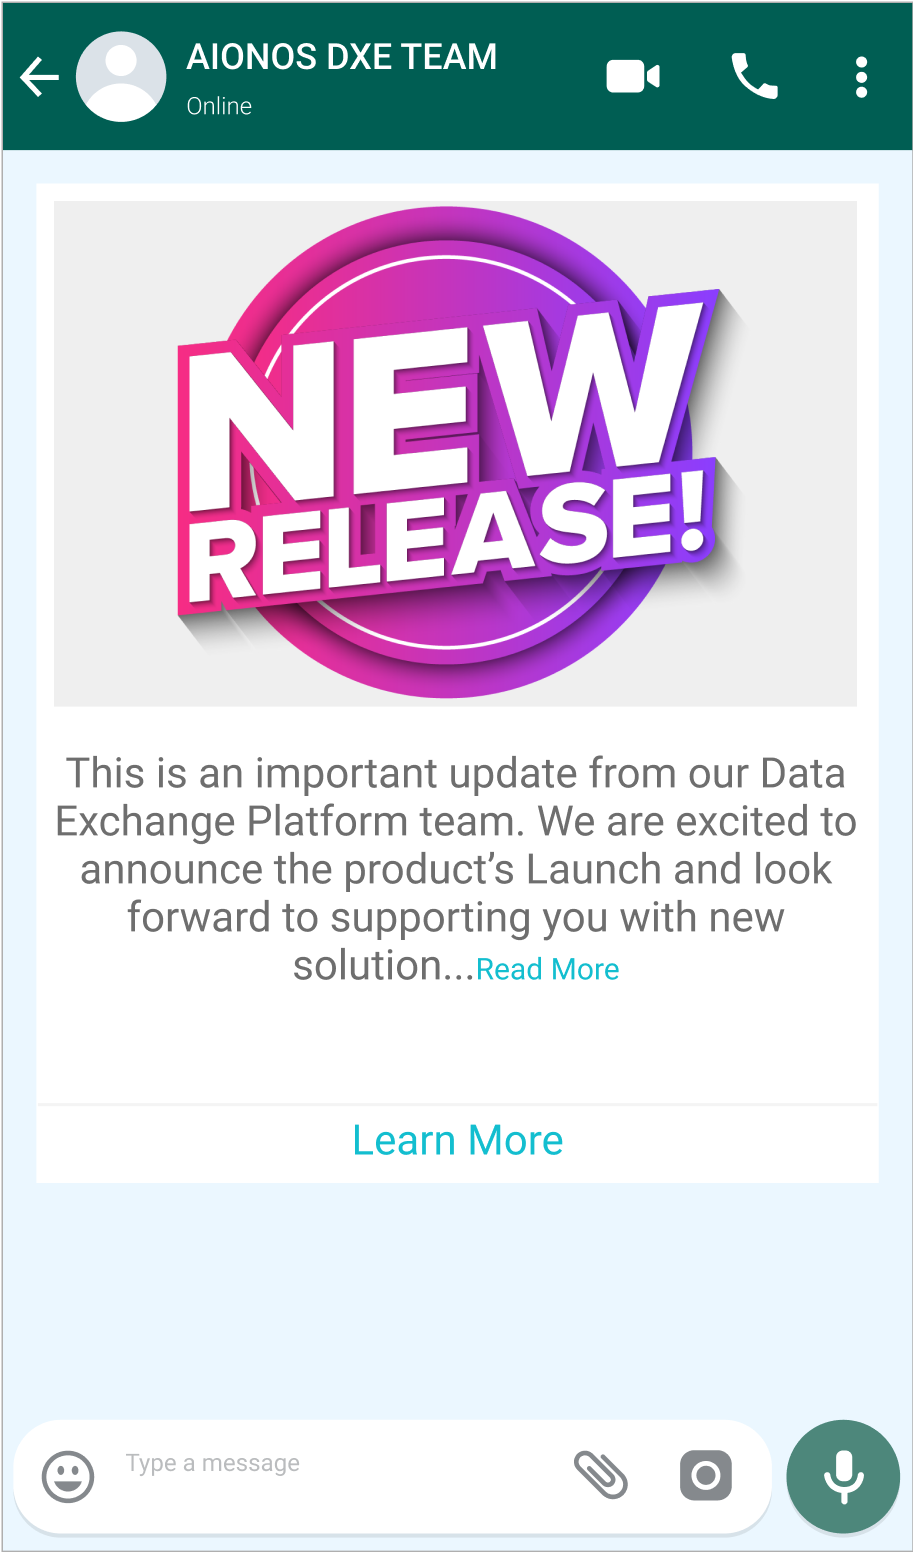 AIONOS DXE TEAM
Online
NEW
RELEASE!
This is an important update from our Data
Exchange Platform team. We are excited to
announce the product’s Launch and look
forward to supporting you with new
solution...Read More
Learn More
Type a message